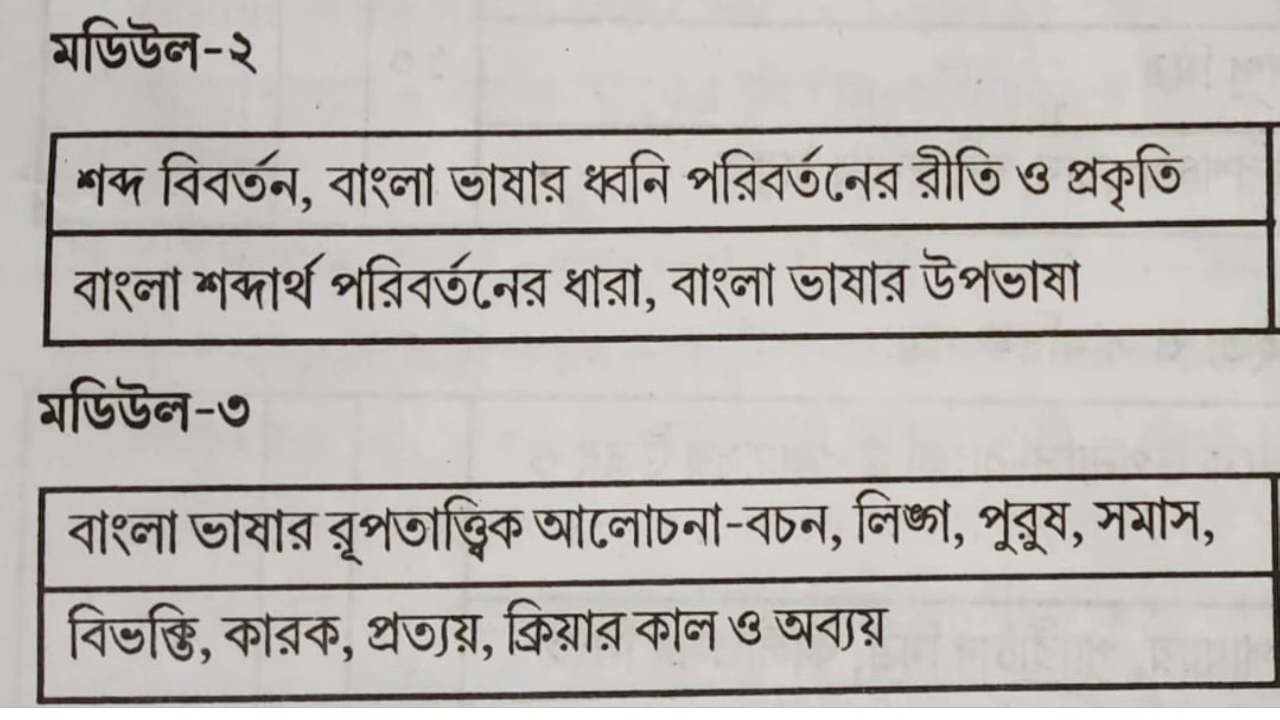 মডিউল-২
শব্দ বিবর্তন, বাংলা ভাষার ধ্বনি পরিবর্তনের রীতি ও প্রকৃতি
বাংলা শব্দার্থ পরিবর্তনের ধারা, বাংলা ভাষার উপভাষা
মডিউল-৩
বাংলা ভাষার রূপতাত্ত্বিক আলোচনা-বচন, লিঙ্গ, পুরুষ, সমাস,
বিভক্তি, কারক, প্রত্যয়, ক্রিয়ার কাল ও অব্যয়